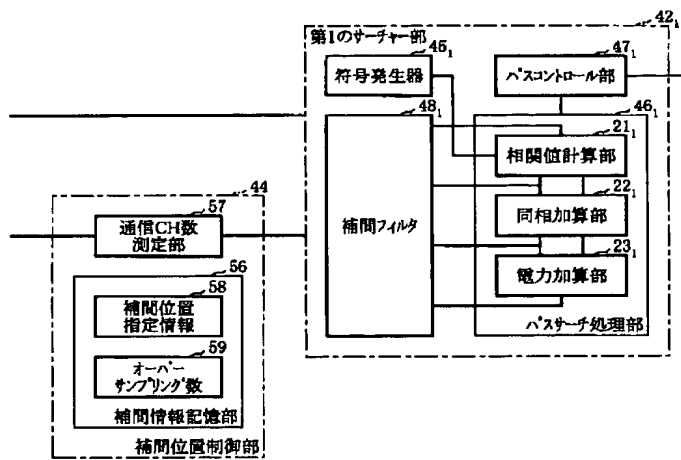 42₁
第1のサーチャー部
45₁
符号発生器
47₁
パスコントロール部
48₁
補間フィルタ
46₁
21₁
相関値計算部
22₁
同相加算部
23₁
電力加算部
パスサーチ処理部
44
57
通信CH数
測定部
56
58
補間位置
指定情報
59
オーバー
サンプリング数
補間情報記憶部
補間位置制御部